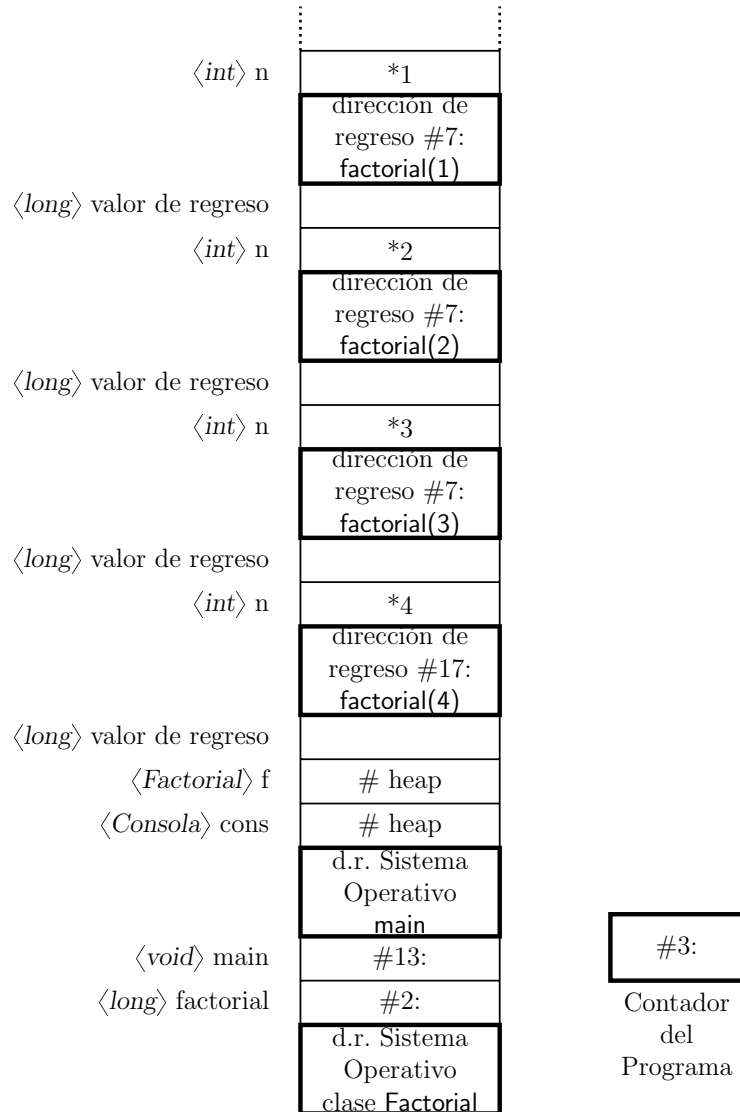 ⟨int⟩ n *1
dirección de
regreso #7:
factorial(1)
⟨long⟩ valor de regreso
⟨int⟩ n *2
dirección de
regreso #7:
factorial(2)
⟨long⟩ valor de regreso
⟨int⟩ n *3
dirección de
regreso #7:
factorial(3)
⟨long⟩ valor de regreso
⟨int⟩ n *4
dirección de
regreso #17:
factorial(4)
⟨long⟩ valor de regreso
⟨Factorial⟩ f # heap
⟨Consola⟩ cons # heap
d.r. Sistema
Operativo
main
⟨void⟩ main #13:
⟨long⟩ factorial #2:
d.r. Sistema
Operativo
clase Factorial
#3:
Contador
del
Programa